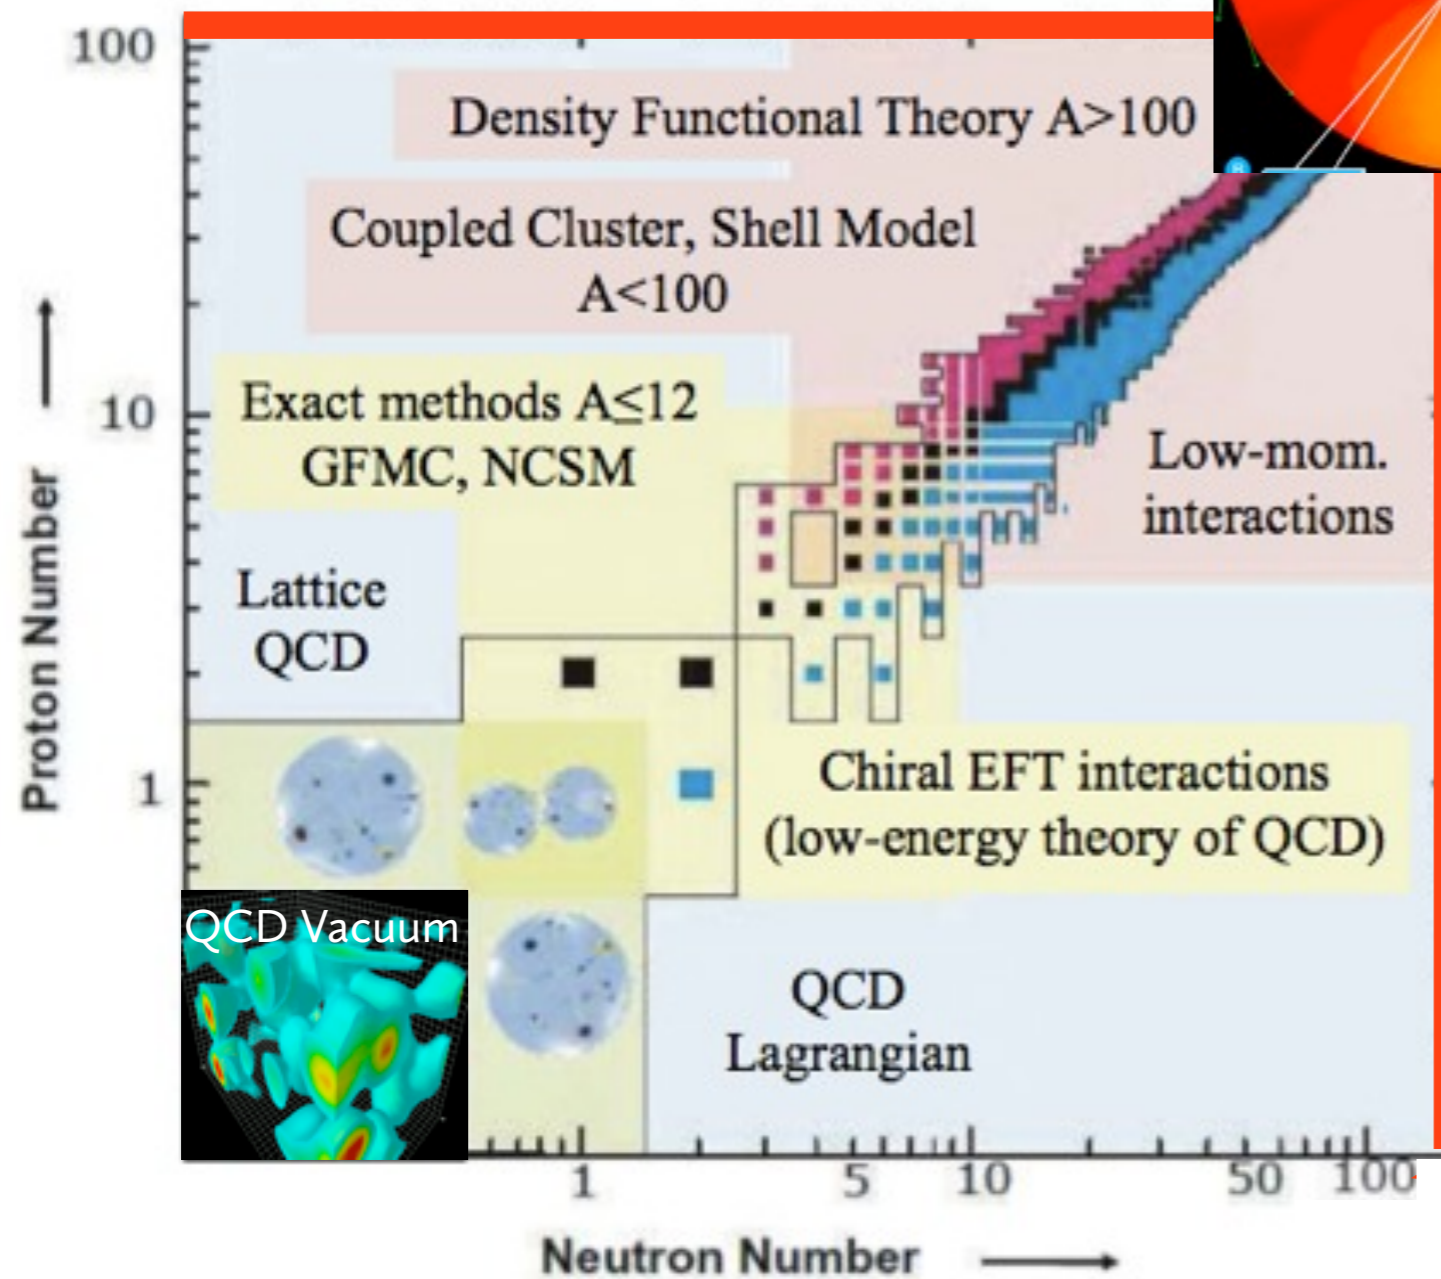 100
Density Functional Theory A>100
Coupled Cluster, Shell Model
A<100
Exact methods A≤12
GFMC, NCSM
10
Low-mom.
interactions
Lattice
QCD
Proton Number
1
Chiral EFT interactions
(low-energy theory of QCD)
QCD Vacuum
QCD
Lagrangian
1 5 10 50 100
Neutron Number